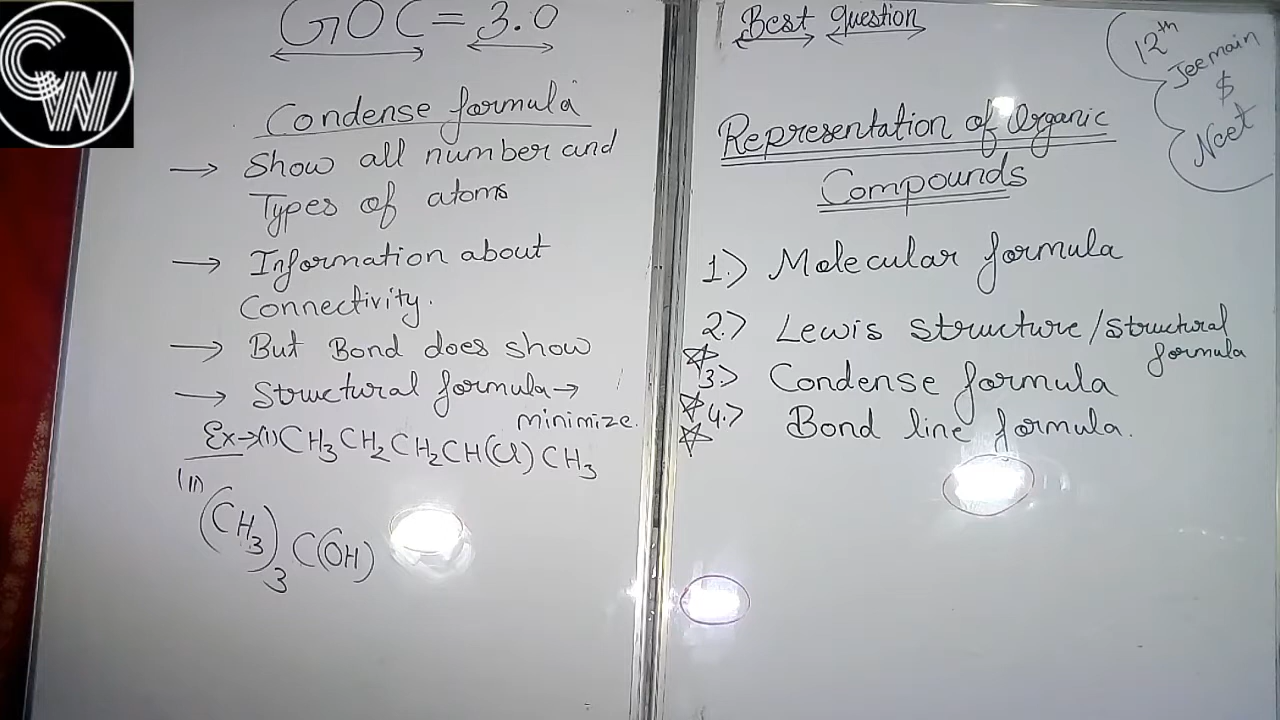 GOC = 3.0
Condense formula
→ Show all number and
Types of atoms
→ Information about
Connectivity.
→ But Bond does show
→ Structural formula →
minimize.
Ex→(i) CH3CH2CH2CH(Cl)CH3
(ii)
(CH3)3C(OH)
Best question
12th
Jee main
$
Neet
Representation of Organic
Compounds
1.) Molecular formula
2.) Lewis structure/structural
formula
3.) Condense formula
4.) Bond line formula.
CW